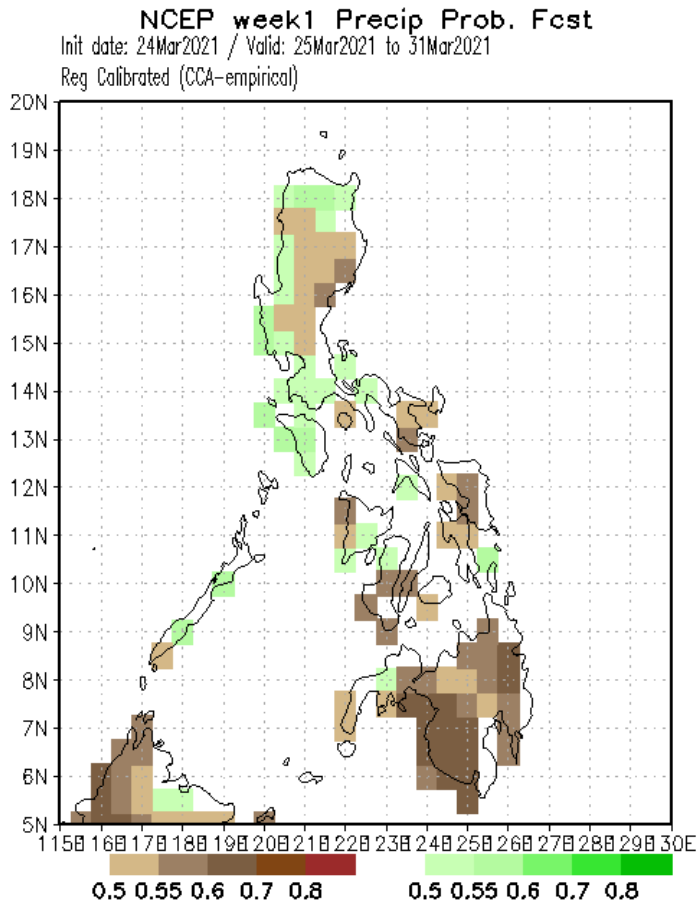 NCEP week1 Precip Prob. Fcst
Init date: 24Mar2021 / Valid: 25Mar2021 to 31Mar2021
Reg Calibrated (CCA-empirical)
20N
19N
18N
17N
16N
15N
14N
13N
12N
11N
10N
9N
8N
7N
6N
5N
115E 116E 117E 118E 119E 120E 121E 122E 123E 124E 125E 126E 127E 128E 129E 130E
0.5 0.55 0.6 0.7 0.8 0.5 0.55 0.6 0.7 0.8